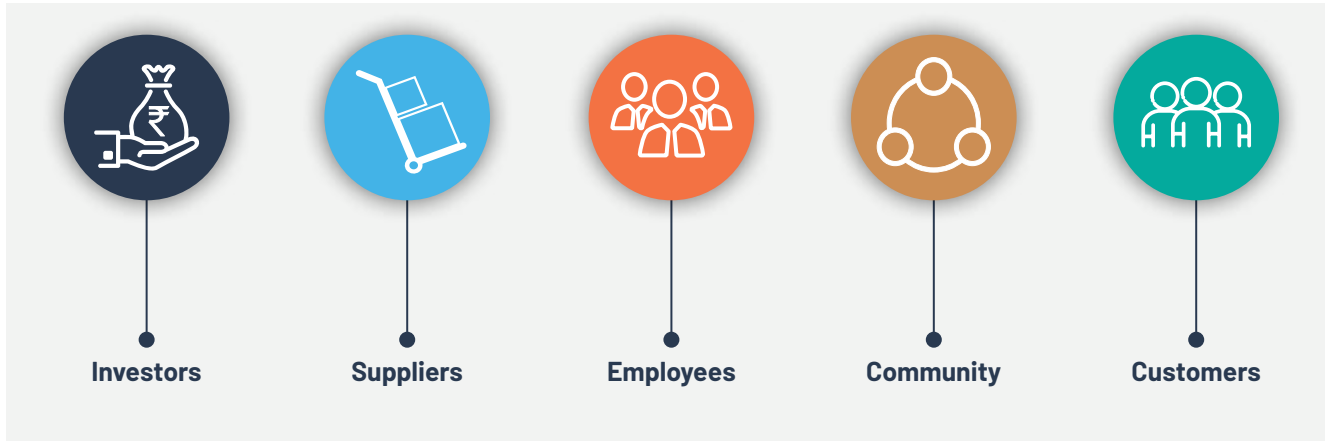 ₹
Investors
Suppliers
Employees
Community
Customers